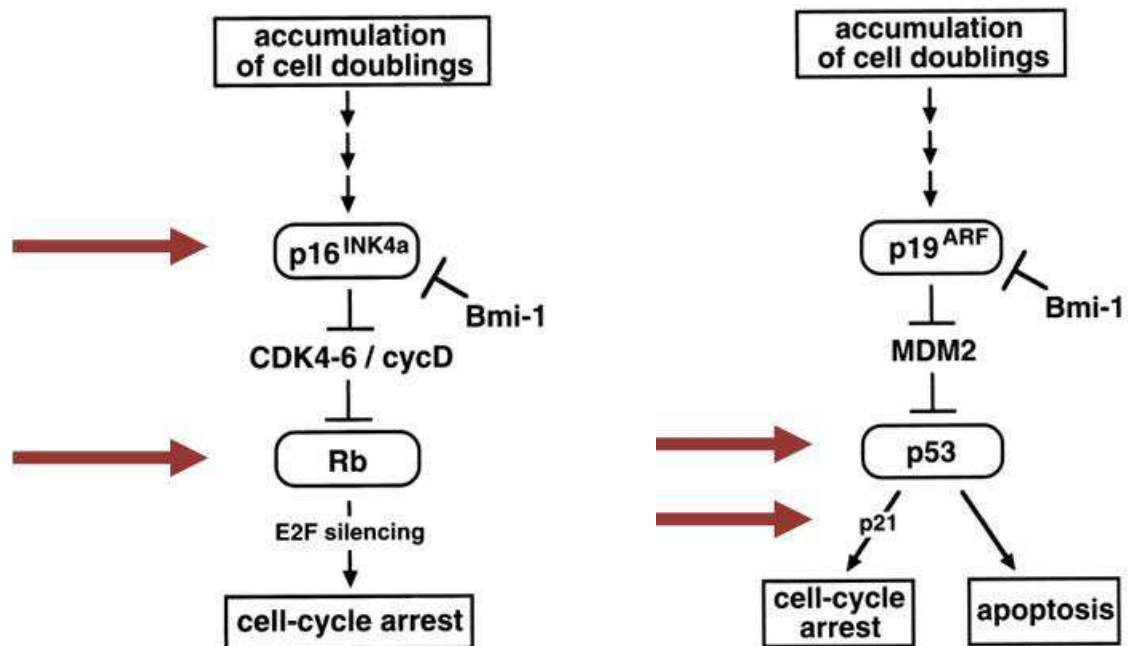 accumulation
of cell doublings
p16INK4a
Bmi-1
CDK4-6 / cycD
Rb
E2F silencing
cell-cycle arrest
accumulation
of cell doublings
p19ARF
Bmi-1
MDM2
p53
p21
cell-cycle
arrest
apoptosis